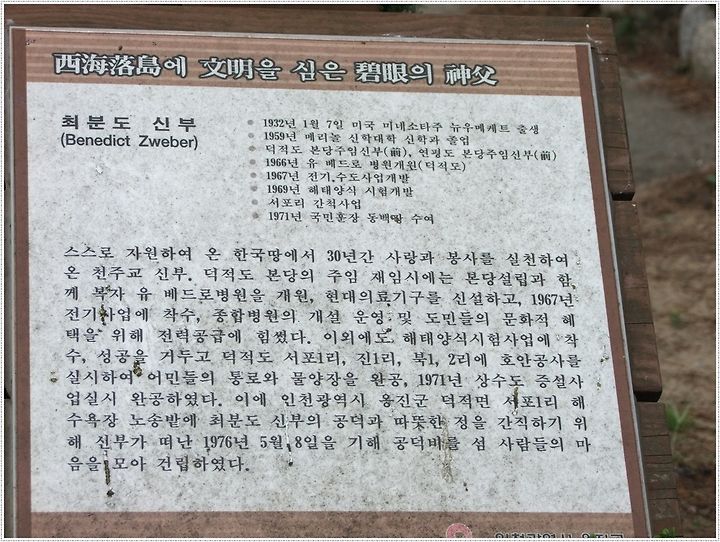 西海落島에 文明을 심은 碧眼의 神父
최분도 신부
(Benedict Zweber)
1932년 1월 7일 미국 미네소타주 뉴우메케트 출생
1959년 메리놀 신학대학 신학과 졸업
덕적도 본당주임신부(前), 연평도 본당주임신부(前)
1966년 유 베드로 병원개원(덕적도)
1967년 전기,수도사업개발
1969년 해태양식 시험개발
서포리 간척사업
1971년 국민훈장 동백장 수여
스스로 자원하여 온 한국땅에서 30년간 사랑과 봉사를 실천하여
온 천주교 신부. 덕적도 본당의 주임 재임시에는 본당설립과 함
께 복자 유 베드로병원을 개원, 현대의료기구를 신설하고, 1967년
전기사업에 착수, 종합병원의 개설 운영 및 도민들의 문화적 혜
택을 위해 전력공급에 힘썼다. 이외에도 해태양식시험사업에 착
수, 성공을 거두고 덕적도 서포1리, 진1리, 북1, 2리에 호안공사를
실시하여 어민들의 통로와 물양장을 완공, 1971년 상수도 증설사
업실시 완공하였다. 이에 인천광역시 옹진군 덕적면 서포1리 해
수욕장 노송밭에 최분도 신부의 공덕과 따뜻한 정을 간직하기 위
해 신부가 떠난 1976년 5월 8일을 기해 공덕비를 섬 사람들의 마
음을 모아 건립하였다.